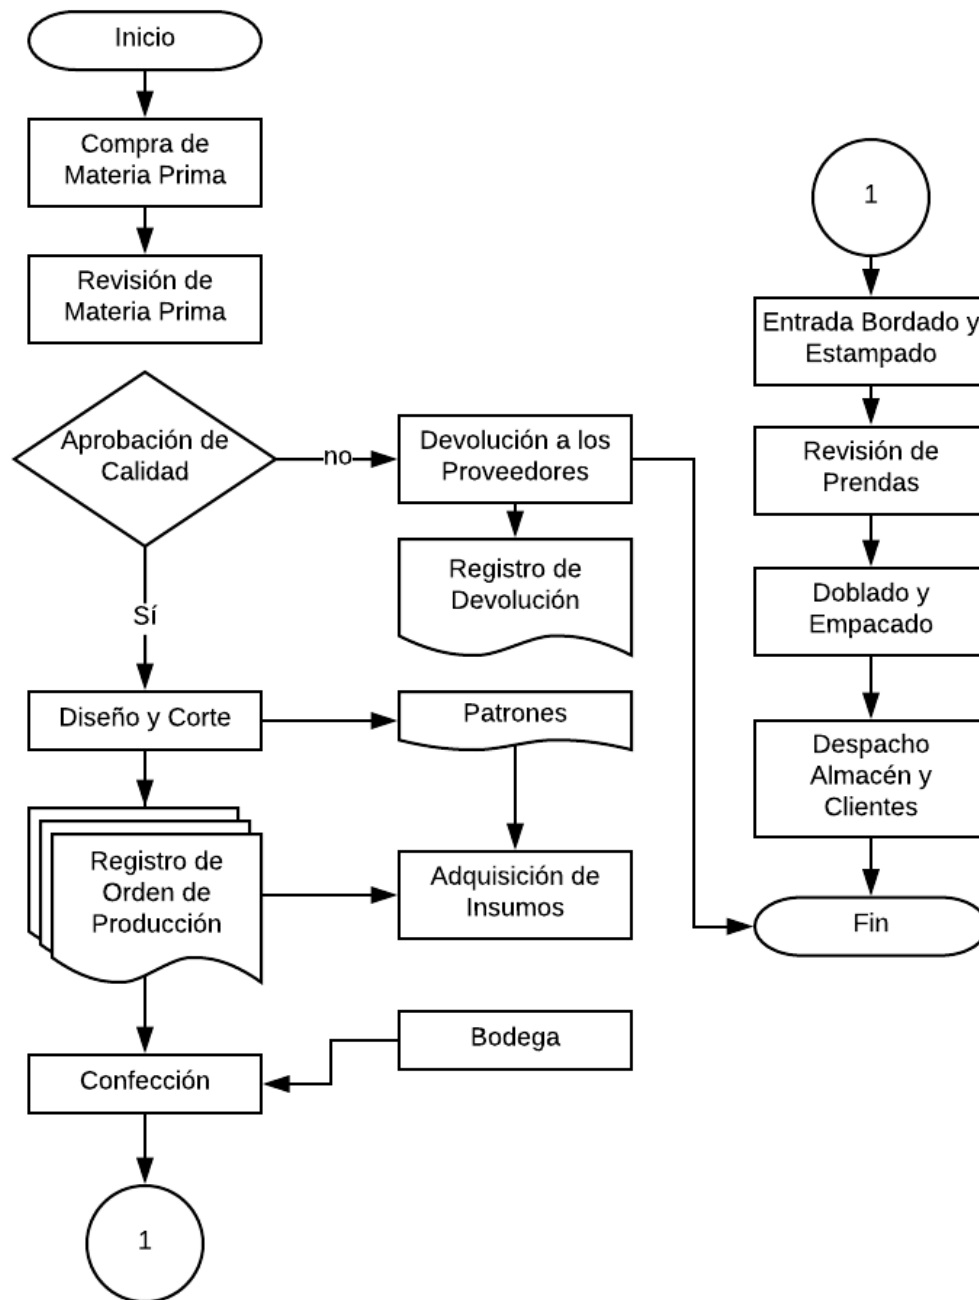 Inicio
Compra de
Materia Prima
Revisión de
Materia Prima
Aprobación de
Calidad
no
Devolución a los
Proveedores
Registro de
Devolución
Sí
Diseño y Corte
Patrones
Registro de
Orden de
Producción
Adquisición de
Insumos
Bodega
Confección
1
1
Entrada Bordado y
Estampado
Revisión de
Prendas
Doblado y
Empacado
Despacho
Almacén y
Clientes
Fin